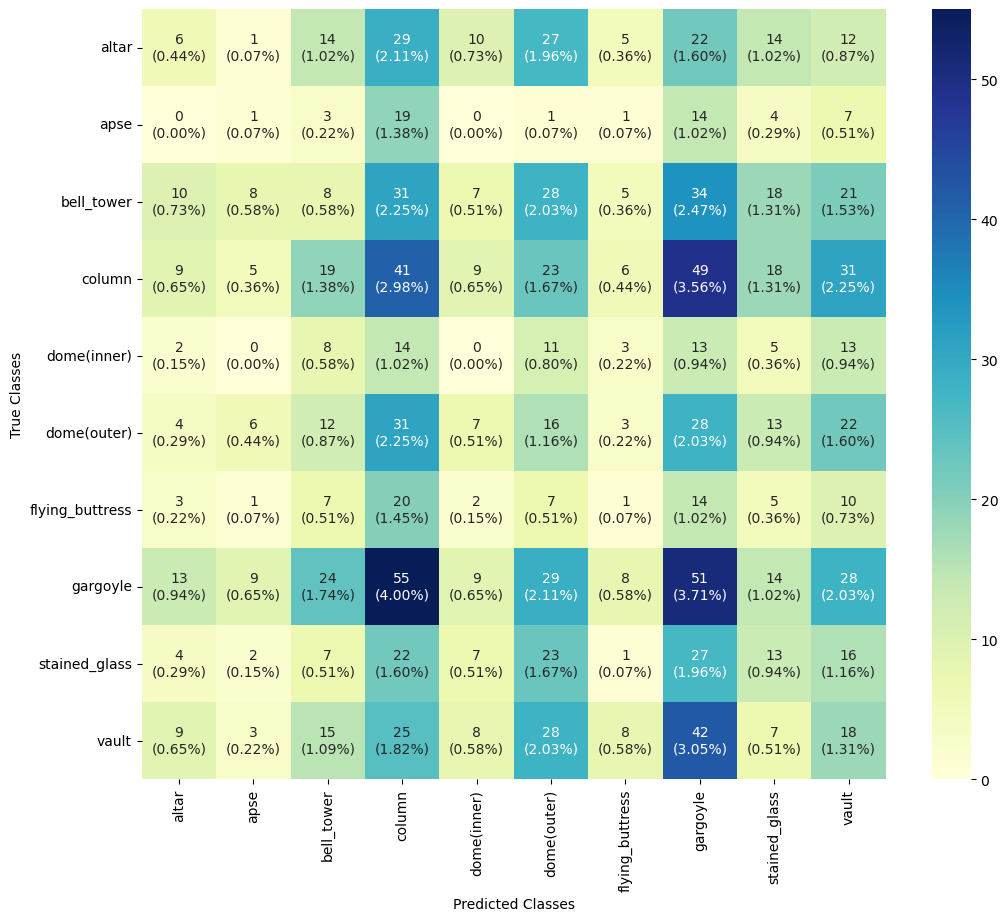 altar 6 1 14 29 10 27 5 22 14 12
(0.44%) (0.07%) (1.02%) (2.11%) (0.73%) (1.96%) (0.36%) (1.60%) (1.02%) (0.87%)
apse 0 1 3 19 0 1 1 14 4 7
(0.00%) (0.07%) (0.22%) (1.38%) (0.00%) (0.07%) (0.07%) (1.02%) (0.29%) (0.51%)
bell_tower 10 8 8 31 7 28 5 34 18 21
(0.73%) (0.58%) (0.58%) (2.25%) (0.51%) (2.03%) (0.36%) (2.47%) (1.31%) (1.53%)
column 9 5 19 41 9 23 6 49 18 31
(0.65%) (0.36%) (1.38%) (2.98%) (0.65%) (1.67%) (0.44%) (3.56%) (1.31%) (2.25%)
dome(inner) 2 0 8 14 0 11 3 13 5 13
(0.15%) (0.00%) (0.58%) (1.02%) (0.00%) (0.80%) (0.22%) (0.94%) (0.36%) (0.94%)
dome(outer) 4 6 12 31 7 16 3 28 13 22
(0.29%) (0.44%) (0.87%) (2.25%) (0.51%) (1.16%) (0.22%) (2.03%) (0.94%) (1.60%)
flying_buttress 3 1 7 20 2 7 1 14 5 10
(0.22%) (0.07%) (0.51%) (1.45%) (0.15%) (0.51%) (0.07%) (1.02%) (0.36%) (0.73%)
gargoyle 13 9 24 55 9 29 8 51 14 28
(0.94%) (0.65%) (1.74%) (4.00%) (0.65%) (2.11%) (0.58%) (3.71%) (1.02%) (2.03%)
stained_glass 4 2 7 22 7 23 1 27 13 16
(0.29%) (0.15%) (0.51%) (1.60%) (0.51%) (1.67%) (0.07%) (1.96%) (0.94%) (1.16%)
vault 9 3 15 25 8 28 8 42 7 18
(0.65%) (0.22%) (1.09%) (1.82%) (0.58%) (2.03%) (0.58%) (3.05%) (0.51%) (1.31%)
True Classes
altar
apse
bell_tower
column
dome(inner)
dome(outer)
flying_buttress
gargoyle
stained_glass
vault
Predicted Classes
50
40
30
20
10
0